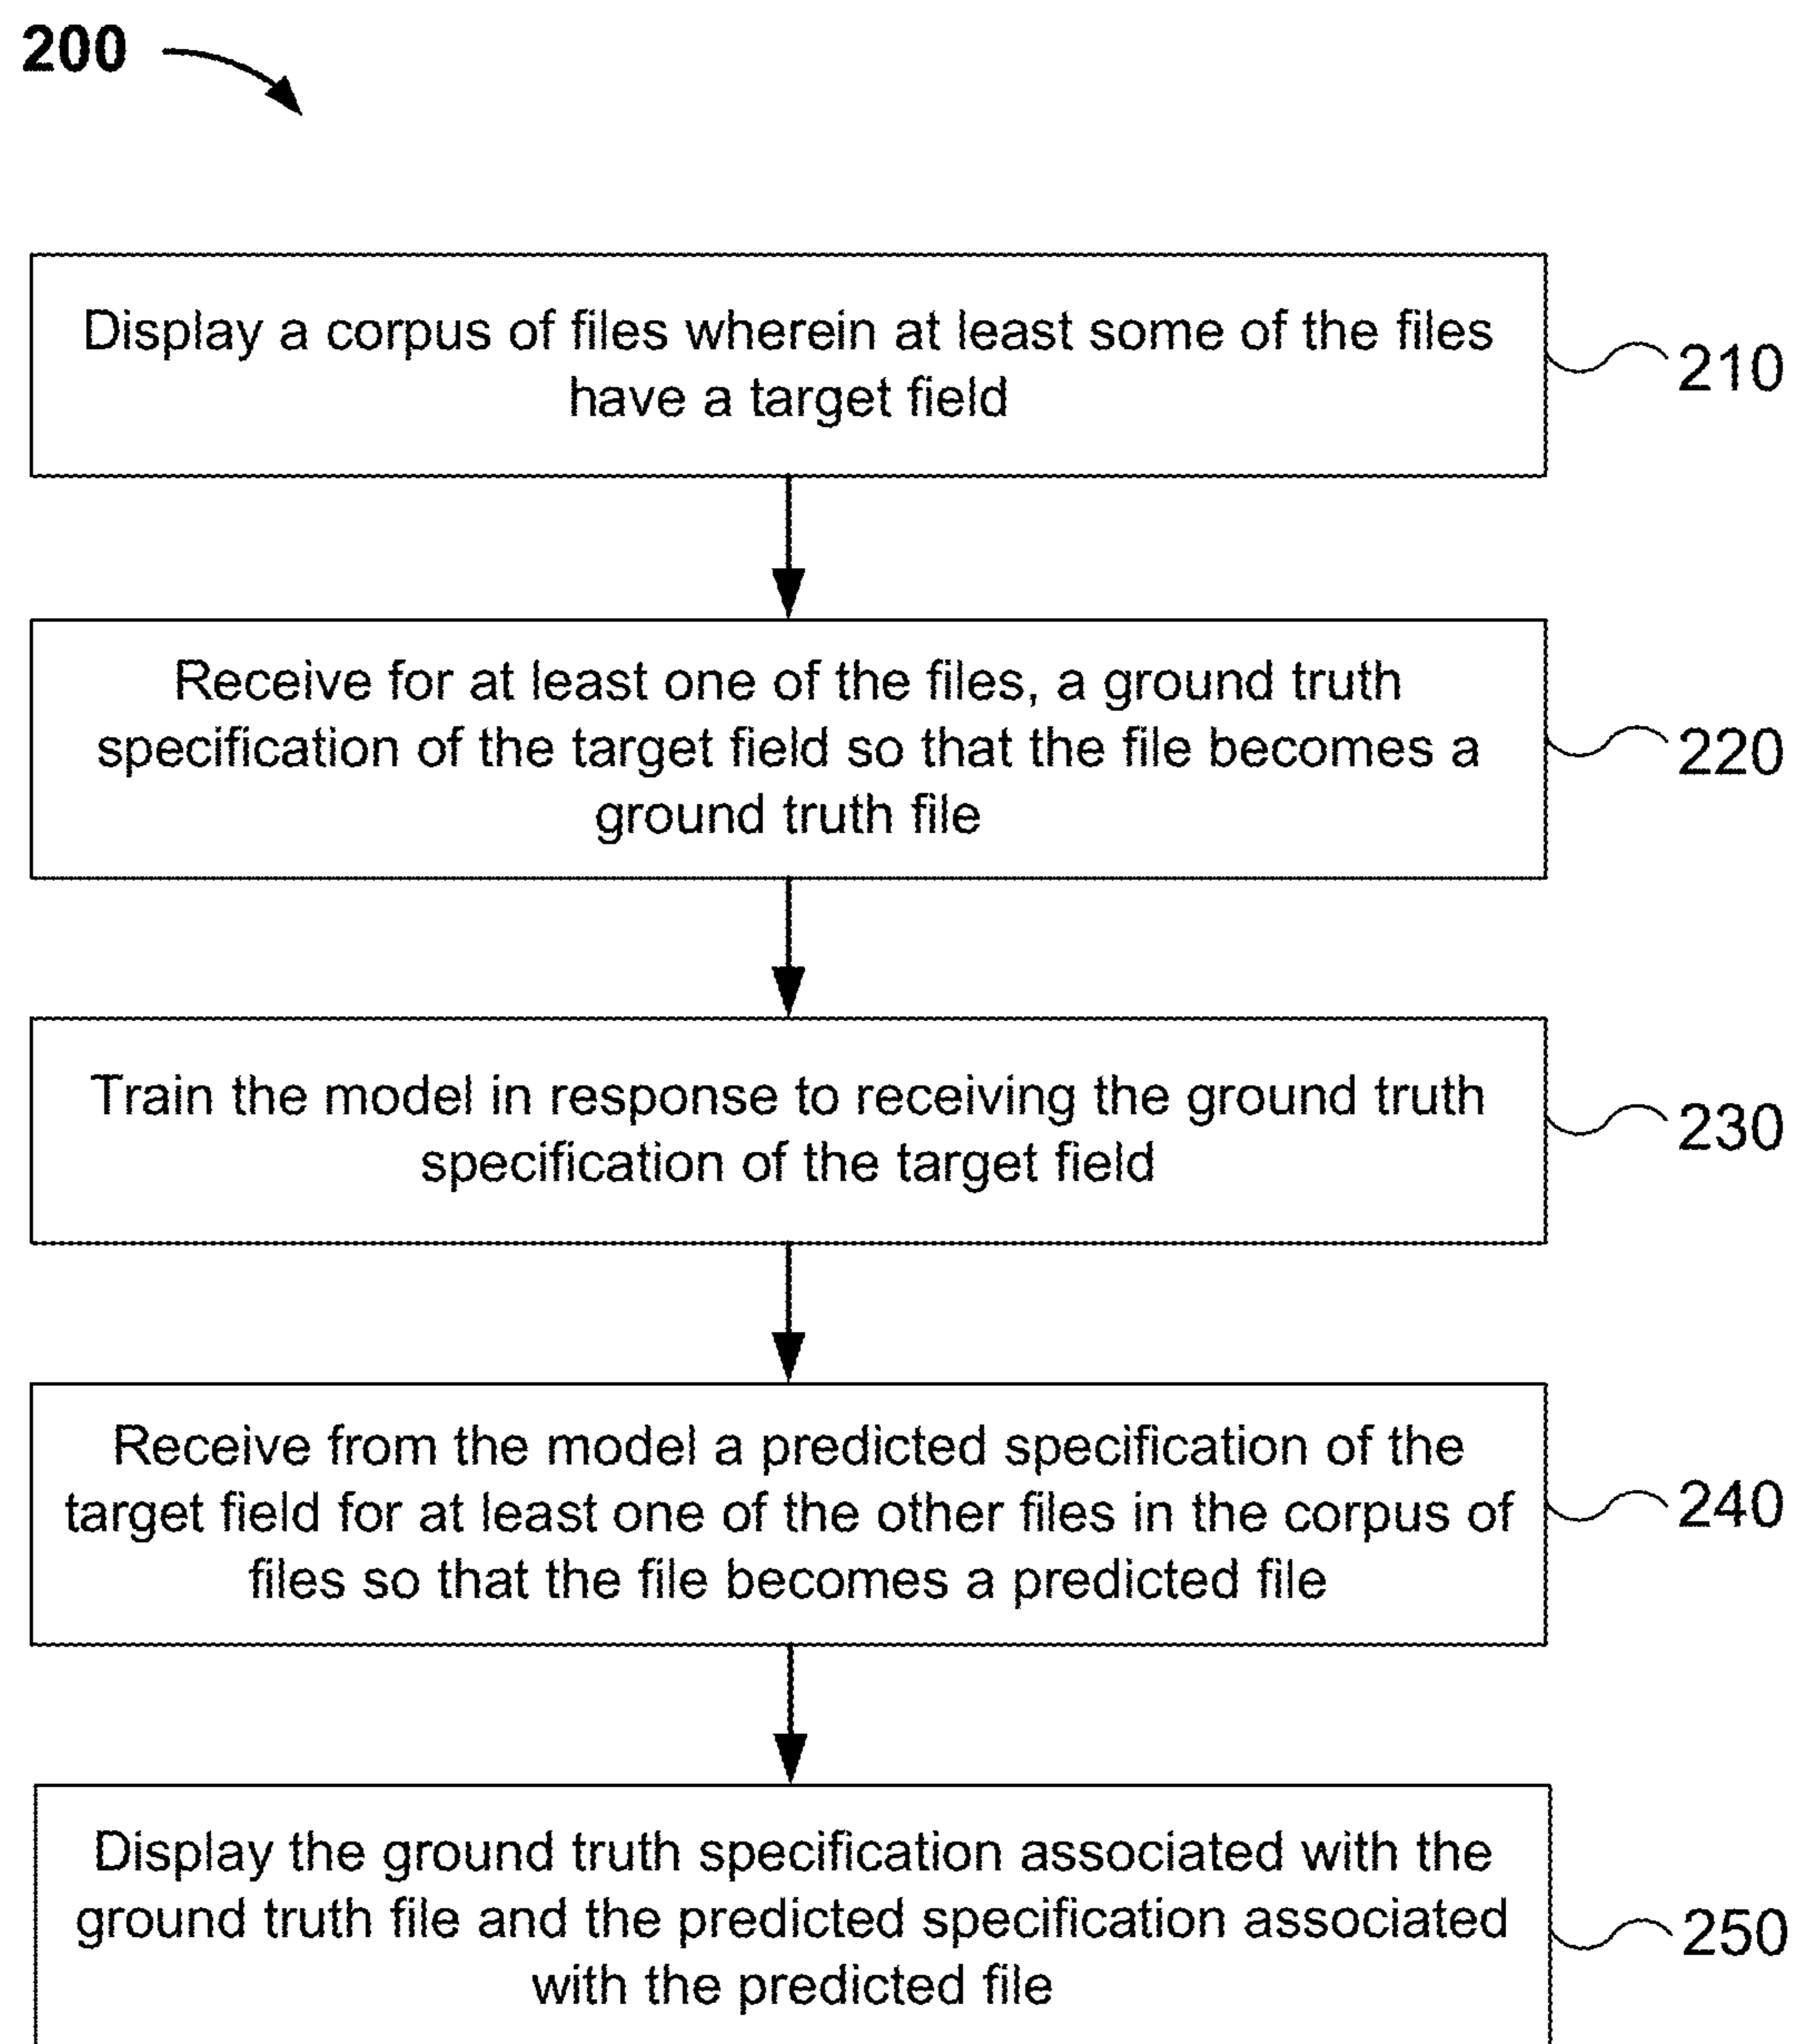 200
Display a corpus of files wherein at least some of the files
have a target field
210
Receive for at least one of the files, a ground truth
specification of the target field so that the file becomes a
ground truth file
220
Train the model in response to receiving the ground truth
specification of the target field
230
Receive from the model a predicted specification of the
target field for at least one of the other files in the corpus of
files so that the file becomes a predicted file
240
Display the ground truth specification associated with the
ground truth file and the predicted specification associated
with the predicted file
250